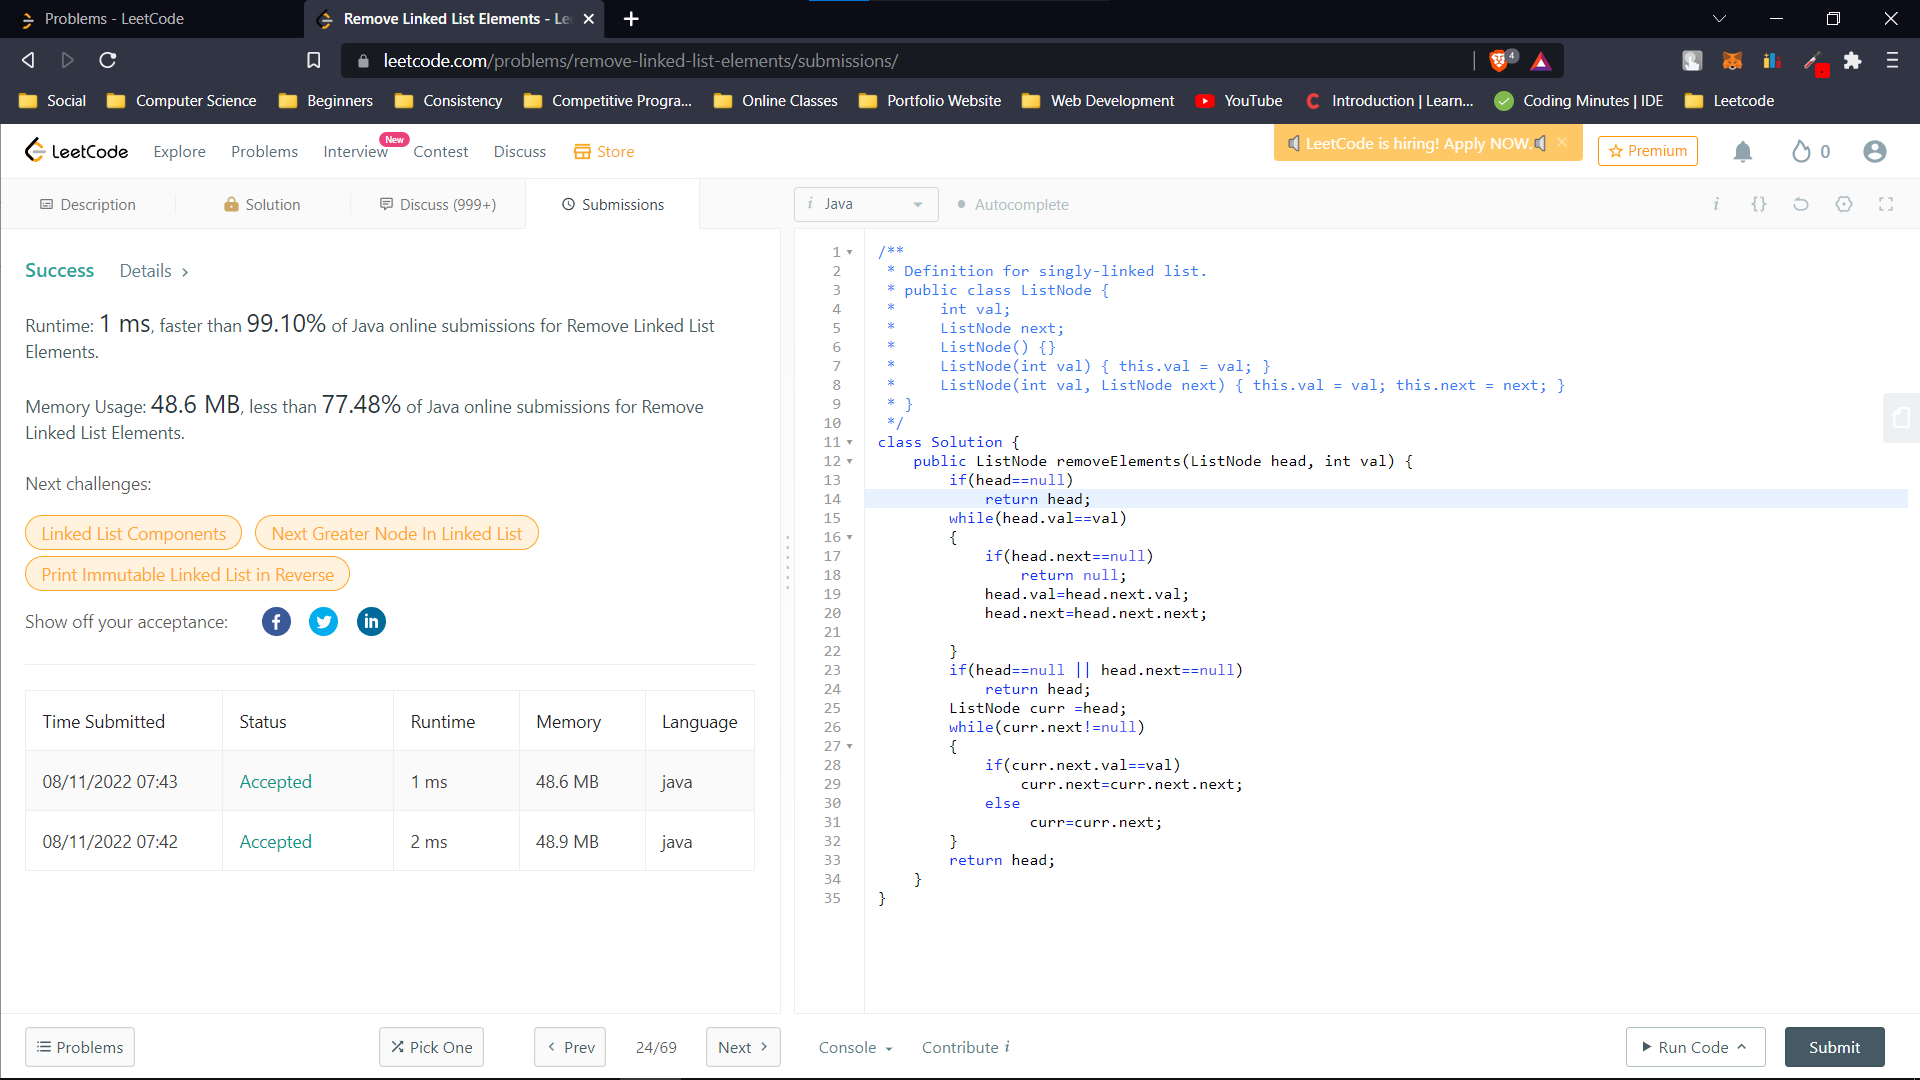 Problems - LeetCode
Remove Linked List Elements - Le
leetcode.com/problems/remove-linked-list-elements/submissions/
4
Social Computer Science Beginners Consistency Competitive Progra... Online Classes Portfolio Website Web Development YouTube Introduction | Learn... Coding Minutes | IDE Leetcode
LeetCode Explore Problems Interview New Contest Discuss Store
LeetCode is hiring! Apply NOW.
Premium
0
Description Solution Discuss (999+) Submissions
Java
Autocomplete
Success Details >
Runtime: 1 ms, faster than 99.10% of Java online submissions for Remove Linked List
Elements.
Memory Usage: 48.6 MB, less than 77.48% of Java online submissions for Remove
Linked List Elements.
Next challenges:
Linked List Components
Next Greater Node In Linked List
Print Immutable Linked List in Reverse
Show off your acceptance:
Time Submitted Status Runtime Memory Language
08/11/2022 07:43 Accepted 1 ms 48.6 MB java
08/11/2022 07:42 Accepted 2 ms 48.9 MB java
1 /**
2  * Definition for singly-linked list.
3  * public class ListNode {
4  *     int val;
5  *     ListNode next;
6  *     ListNode() {}
7  *     ListNode(int val) { this.val = val; }
8  *     ListNode(int val, ListNode next) { this.val = val; this.next = next; }
9  * }
10  */
11 class Solution {
12     public ListNode removeElements(ListNode head, int val) {
13         if(head==null)
14             return head;
15         while(head.val==val)
16         {
17             if(head.next==null)
18                 return null;
19             head.val=head.next.val;
20             head.next=head.next.next;
21
22         }
23         if(head==null || head.next==null)
24             return head;
25         ListNode curr =head;
26         while(curr.next!=null)
27         {
28             if(curr.next.val==val)
29                 curr.next=curr.next.next;
30             else
31                  curr=curr.next;
32         }
33         return head;
34     }
35 }
Problems Pick One Prev 24/69 Next Console Contribute i Run Code Submit